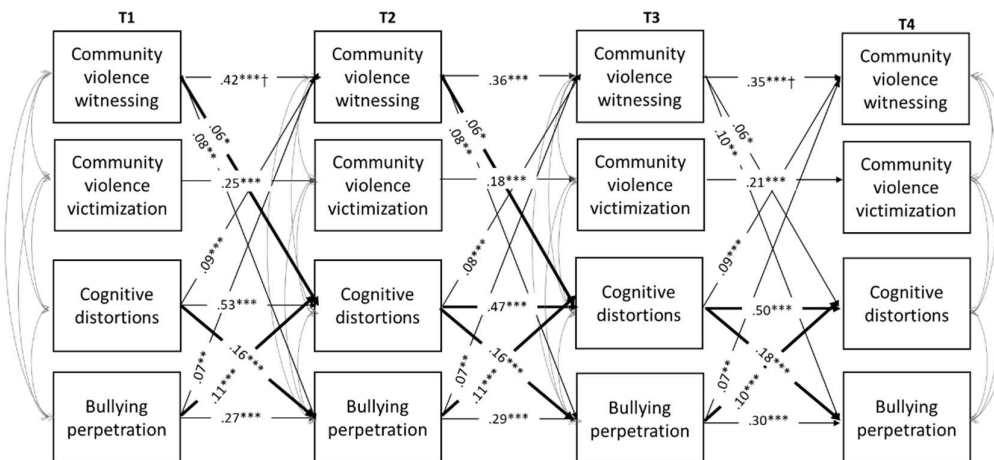 T1
T2
T3
T4
Community
violence
witnessing
Community
violence
witnessing
Community
violence
witnessing
Community
violence
witnessing
.42***†
.36***
.35***†
.06*
.08**
.06*
.08**
.06*
.10**
Community
violence
victimization
Community
violence
victimization
Community
violence
victimization
Community
violence
victimization
.25***
.18***
.21***
.09***
.08***
.09***
Cognitive
distortions
Cognitive
distortions
Cognitive
distortions
Cognitive
distortions
.53***
.47***
.50***
.16***
.16***
.18***
.07**
.11***
.07**
.11***
.07**
.10***
Bullying
perpetration
Bullying
perpetration
Bullying
perpetration
Bullying
perpetration
.27***
.29***
.30***